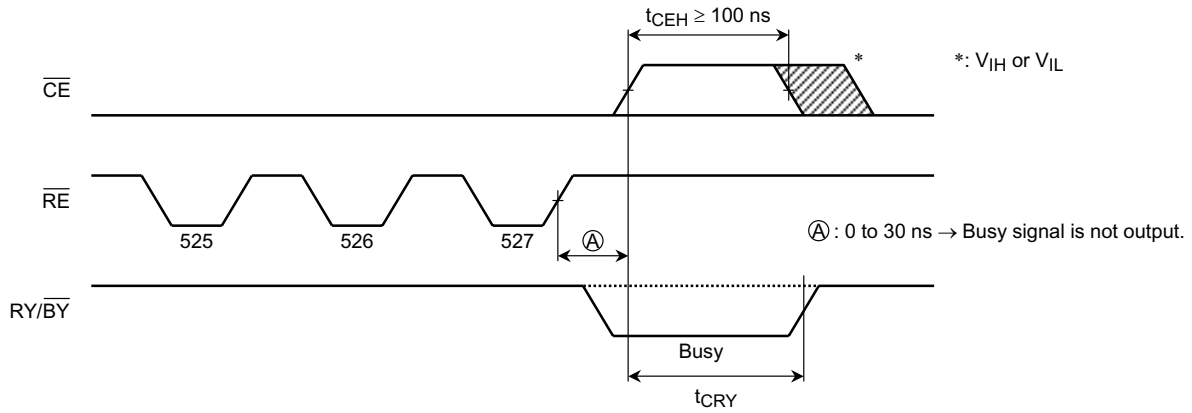 tCEH ≥ 100 ns
* *: VIH or VIL
CE
RE
525 526 527
Ⓐ
Ⓐ : 0 to 30 ns → Busy signal is not output.
RY/BY
Busy
tCRY